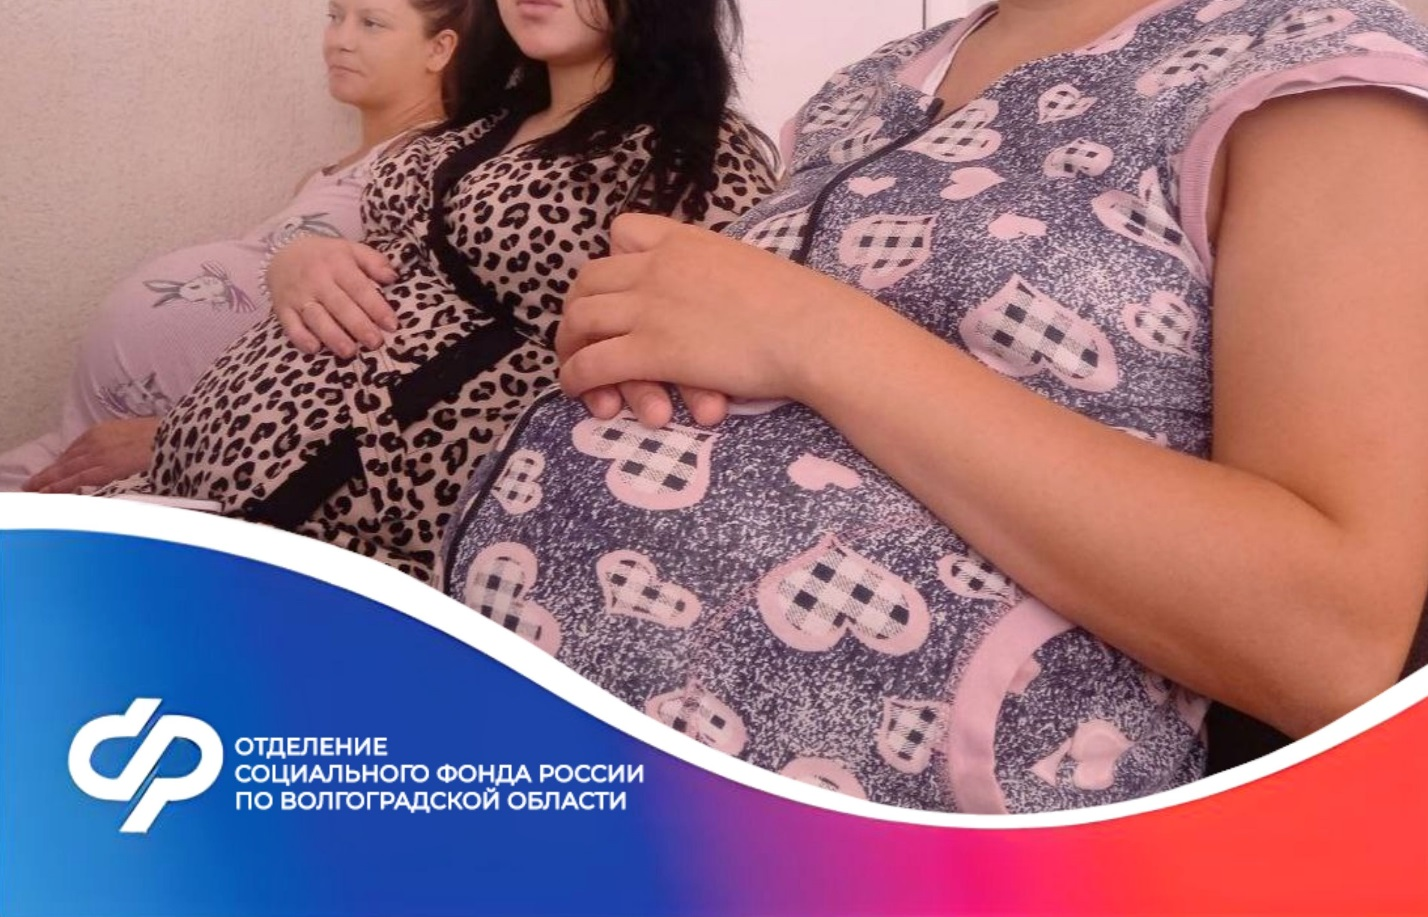 ОТДЕЛЕНИЕ
СОЦИАЛЬНОГО ФОНДА РОССИИ
ПО ВОЛГОГРАДСКОЙ ОБЛАСТИ